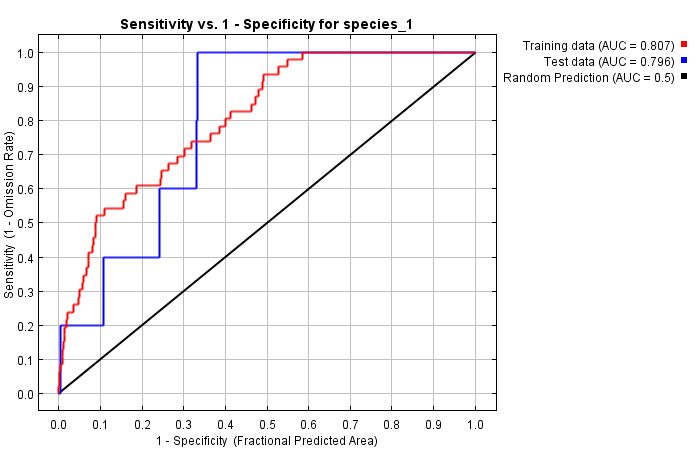 Sensitivity vs. 1 - Specificity for species_1
Training data (AUC = 0.807)
Test data (AUC = 0.796)
Random Prediction (AUC = 0.5)
Sensitivity (1 - Omission Rate)
1.0
0.9
0.8
0.7
0.6
0.5
0.4
0.3
0.2
0.1
0.0
0.0 0.1 0.2 0.3 0.4 0.5 0.6 0.7 0.8 0.9 1.0
1 - Specificity (Fractional Predicted Area)